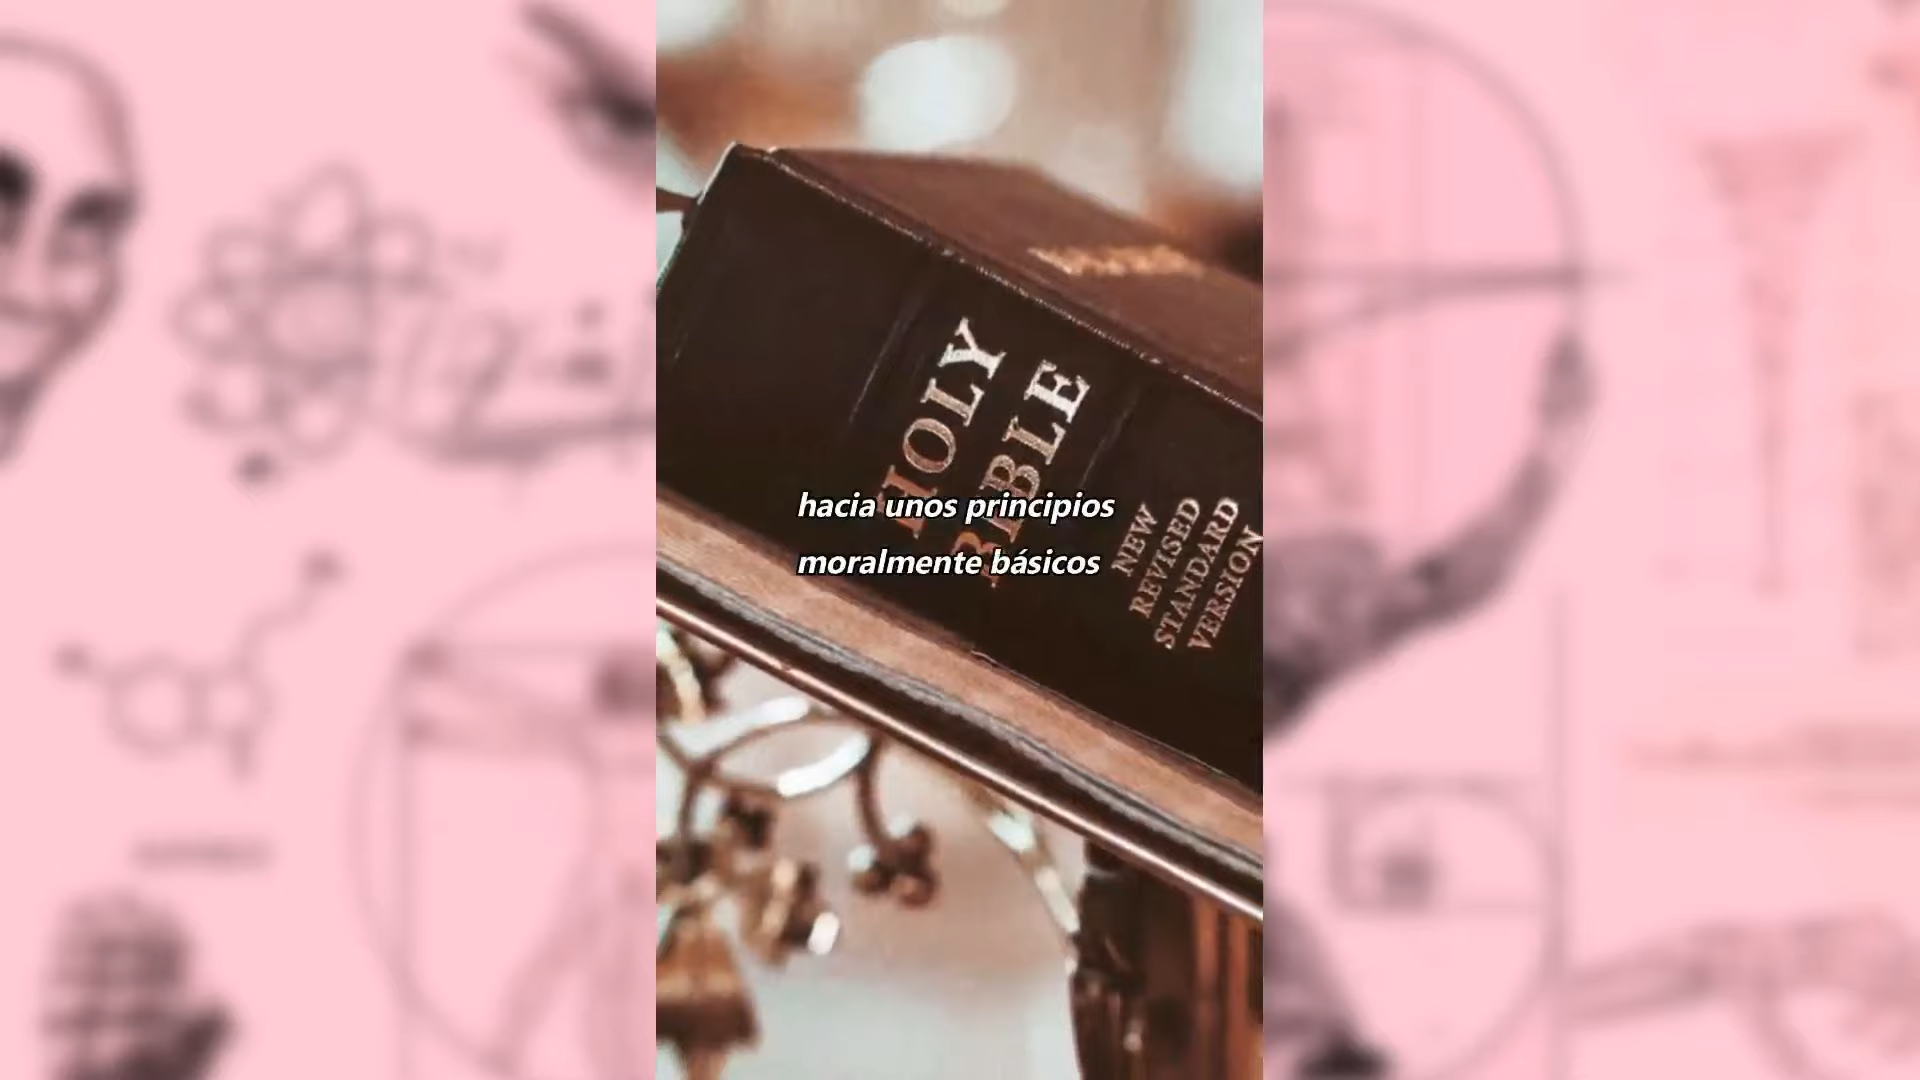 HOLY
BIBLE
NEW
REVISED
STANDARD
VERSION
hacia unos principios
moralmente básicos